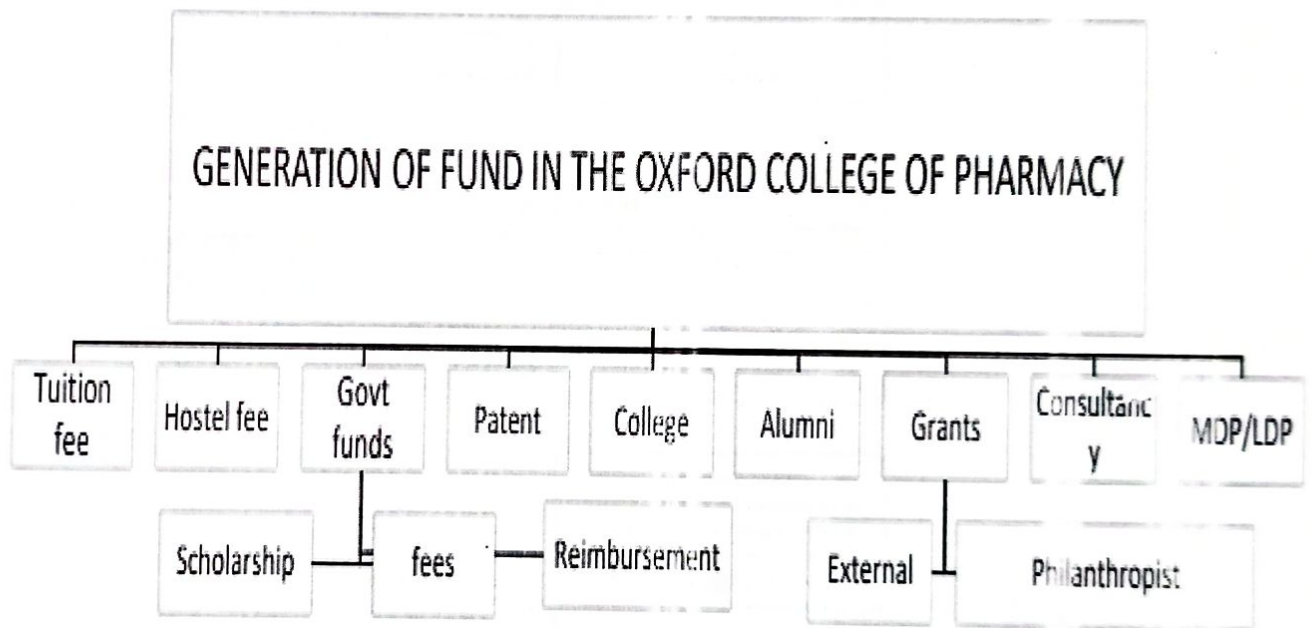 GENERATION OF FUND IN THE OXFORD COLLEGE OF PHARMACY
Tuition
fee
Hostel fee
Govt
funds
Patent
College
Alumni
Grants
Consultanc
y
MDP/LDP
Scholarship
fees
Reimbursement
External
Philanthropist